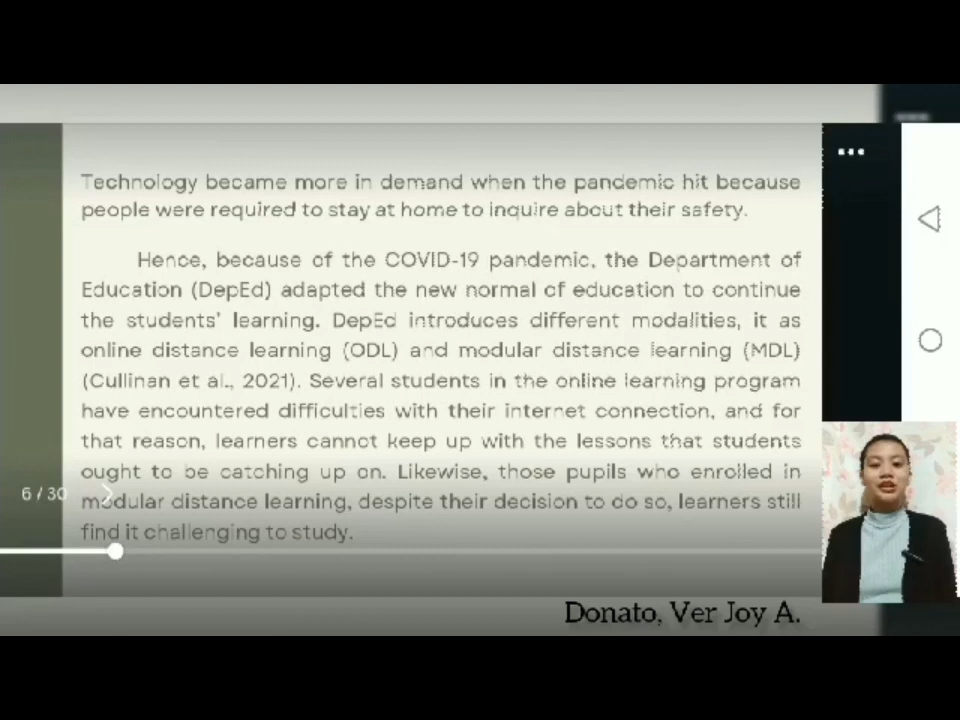 Technology became more in demand when the pandemic hit because
people were required to stay at home to inquire about their safety.
Hence, because of the COVID-19 pandemic, the Department of
Education (DepEd) adapted the new normal of education to continue
the students' learning. DepEd introduces different modalities, it as
online distance learning (ODL) and modular distance learning (MDL)
(Cullinan et al., 2021). Several students in the online learning program
have encountered difficulties with their internet connection, and for
that reason, learners cannot keep up with the lessons that students
ought to be catching up on. Likewise, those pupils who enrolled in
modular distance learning, despite their decision to do so, learners still
find it challenging to study.
6 / 30
Donato, Ver Joy A.